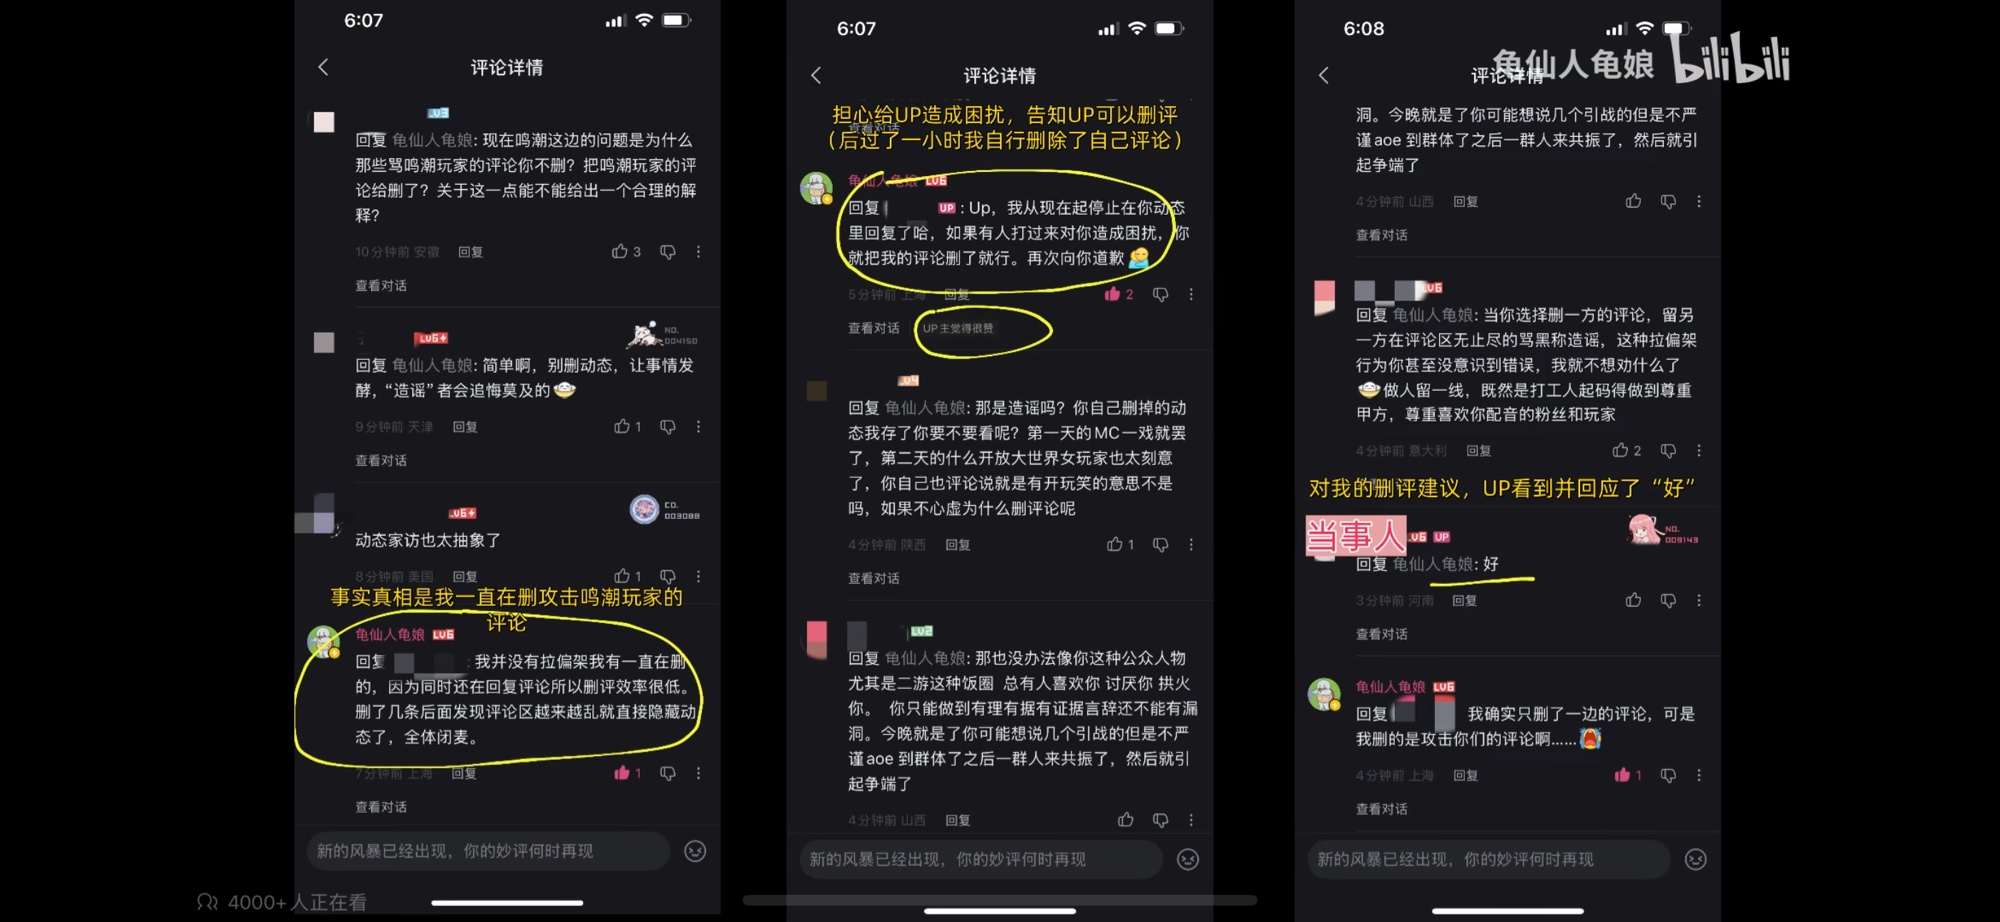 6:07
评论详情
LV3
回复 龟仙人龟娘: 现在鸣潮这边的问题是为什么
那些骂鸣潮玩家的评论你不删？把鸣潮玩家的评
论给删了？关于这一点能不能给出一个合理的解
释？
10分钟前 安徽 回复 3
查看对话
LV6
NO.
004150
回复 龟仙人龟娘: 简单啊，别删动态，让事情发
酵，“造谣”者会追悔莫及的
9分钟前 天津 回复 1
查看对话
LV6
CO.
003088
动态家访也太抽象了
8分钟前 美国 回复 1
事实真相是我一直在删攻击鸣潮玩家的
评论
龟仙人龟娘 LV6
回复 : 我并没有拉偏架我有一直在删
的，因为同时还在回复评论所以删评效率很低。
删了几条后面发现评论区越来越乱就直接隐藏动
态了，全体闭麦。
7分钟前 上海 回复 1
查看对话
新的风暴已经出现，你的妙评何时再现
4000+人正在看
6:07
评论详情
担心给UP造成困扰，告知UP可以删评
查看对话
（后过了一小时我自行删除了自己评论）
龟仙人龟娘 LV6
回复 UP : Up，我从现在起停止在你动态
里回复了哈，如果有人打过来对你造成困扰，你
就把我的评论删了就行。再次向你道歉
5分钟前 上海 回复 2
查看对话 UP主觉得很赞
LV4
回复 龟仙人龟娘: 那是造谣吗？你自己删掉的动
态我存了你要不要看呢？第一天的MC一戏就罢
了，第二天的什么开放大世界女玩家也太刻意
了，你自己也评论说就是有开玩笑的意思不是
吗，如果不心虚为什么删评论呢
4分钟前 陕西 回复 1
查看对话
LV2
回复 龟仙人龟娘: 那也没办法像你这种公众人物
尤其是二游这种饭圈 总有人喜欢你 讨厌你 拱火
你。 你只能做到有理有据有证据言辞还不能有漏
洞。今晚就是了你可能想说几个引战的但是不严
谨aoe 到群体了之后一群人来共振了，然后就引
起争端了
4分钟前 山西 回复
新的风暴已经出现，你的妙评何时再现
6:08
龟仙人龟娘 bilibili
评论详情
洞。今晚就是了你可能想说几个引战的但是不严
谨aoe 到群体了之后一群人来共振了，然后就引
起争端了
4分钟前 山西 回复
查看对话
LV6
回复 龟仙人龟娘: 当你选择删一方的评论，留另
一方在评论区无止尽的骂黑称造谣，这种拉偏架
行为你甚至没意识到错误，我就不想劝什么了
做人留一线，既然是打工人起码得做到尊重
甲方，尊重喜欢你配音的粉丝和玩家
4分钟前 意大利 回复 2
对我的删评建议，UP看到并回应了“好”
当事人 LV6 UP
NO.
009143
回复 龟仙人龟娘: 好
3分钟前 河南 回复
查看对话
龟仙人龟娘 LV6
回复 我确实只删了一边的评论，可是
我删的是攻击你们的评论啊……
4分钟前 上海 回复 1
查看对话
新的风暴已经出现，你的妙评何时再现